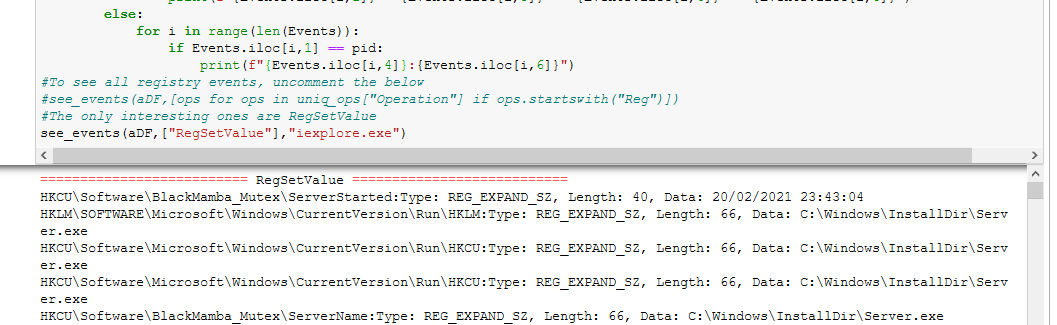 else:
for i in range(len(Events)):
if Events.iloc[i,1] == pid:
print(f"{Events.iloc[i,4]}:{Events.iloc[i,6]}")
#To see all registry events, uncomment the below
#see_events(aDF,[ops for ops in uniq_ops["Operation"] if ops.startswith("Reg")])
#The only interesting ones are RegSetValue
see_events(aDF,["RegSetValue"],"iexplore.exe")
========================== RegSetValue ===========================
HKCU\Software\BlackMamba_Mutex\ServerStarted:Type: REG_EXPAND_SZ, Length: 40, Data: 20/02/2021 23:43:04
HKLM\SOFTWARE\Microsoft\Windows\CurrentVersion\Run\HKLM:Type: REG_EXPAND_SZ, Length: 66, Data: C:\Windows\InstallDir\Serv
er.exe
HKCU\Software\Microsoft\Windows\CurrentVersion\Run\HKCU:Type: REG_EXPAND_SZ, Length: 66, Data: C:\Windows\InstallDir\Serv
er.exe
HKCU\Software\Microsoft\Windows\CurrentVersion\Run\HKCU:Type: REG_EXPAND_SZ, Length: 66, Data: C:\Windows\InstallDir\Serv
er.exe
HKCU\Software\BlackMamba_Mutex\ServerName:Type: REG_EXPAND_SZ, Length: 66, Data: C:\Windows\InstallDir\Server.exe